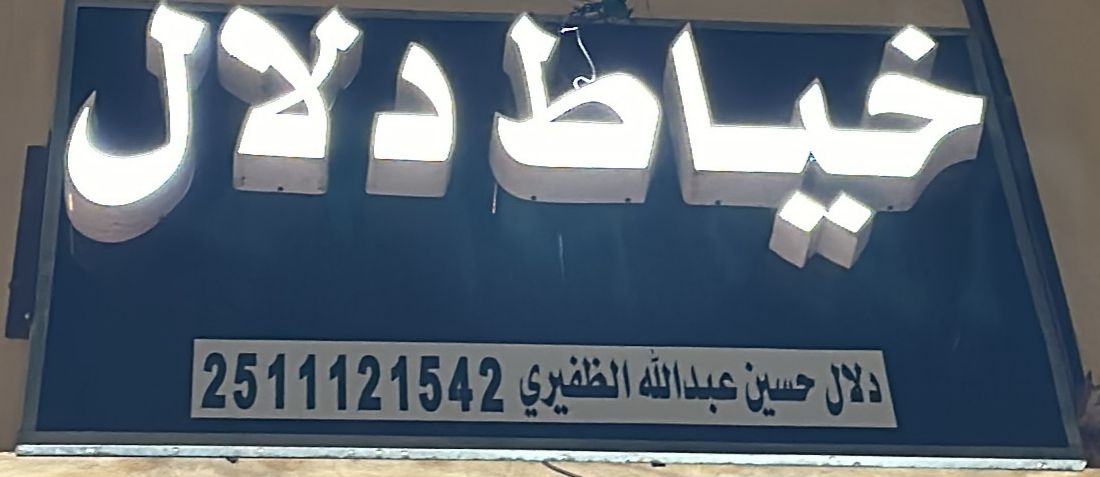 خياط دلال
دلال حسين عبدالله الظفيري 2511121542